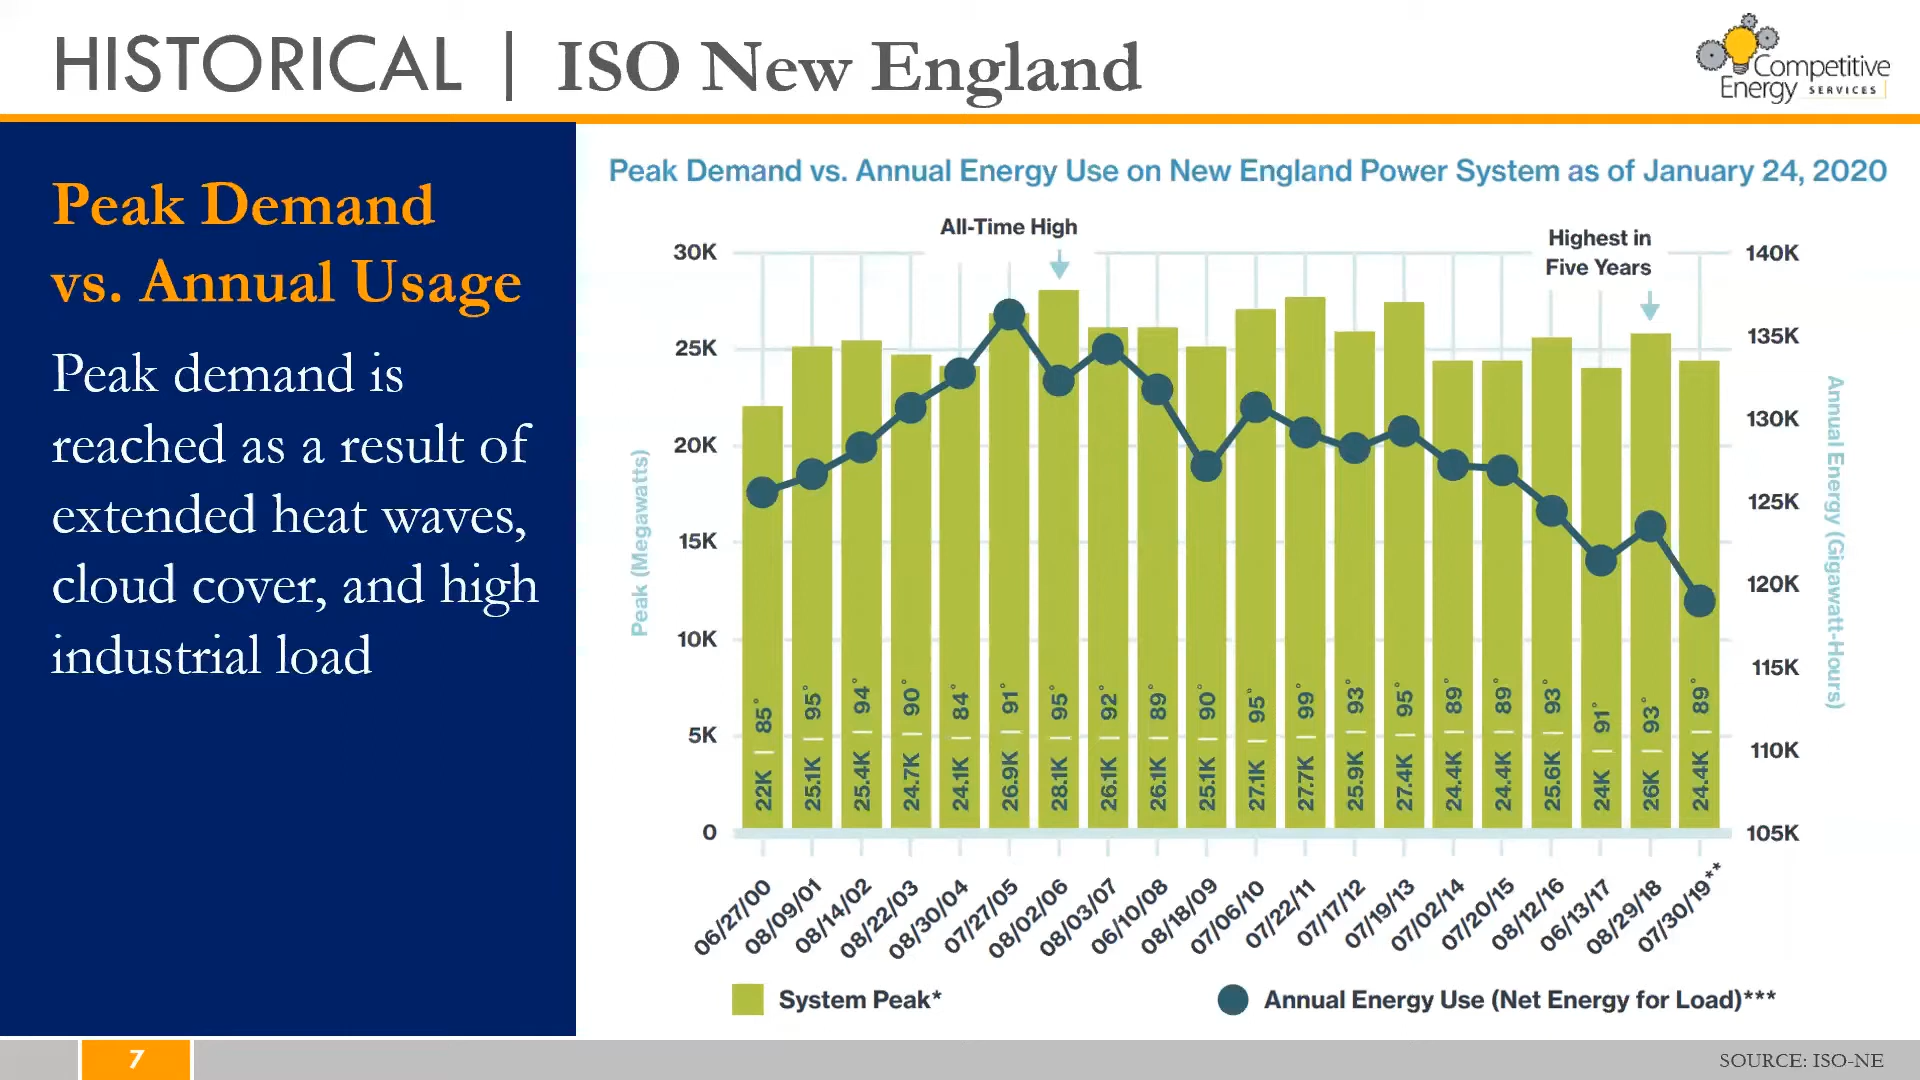 HISTORICAL | ISO New England
Competitive
Energy SERVICES
Peak Demand
vs. Annual Usage
Peak demand is
reached as a result of
extended heat waves,
cloud cover, and high
industrial load
Peak Demand vs. Annual Energy Use on New England Power System as of January 24, 2020
All-Time High
Highest in
Five Years
30K
25K
20K
15K
10K
5K
0
Peak (Megawatts)
140K
135K
130K
125K
120K
115K
110K
105K
Annual Energy (Gigawatt-Hours)
22K | 85°
25.1K | 95°
25.4K | 94°
24.7K | 90°
24.1K | 84°
26.9K | 91°
28.1K | 95°
26.1K | 92°
26.1K | 89°
25.1K | 90°
27.1K | 95°
27.7K | 99°
25.9K | 93°
27.4K | 95°
24.4K | 89°
24.4K | 89°
25.6K | 93°
24K | 91°
26K | 93°
24.4K | 89°
06/27/00
08/09/01
08/14/02
08/22/03
08/30/04
07/27/05
08/02/06
08/03/07
06/10/08
08/18/09
07/06/10
07/22/11
07/17/12
07/19/13
07/02/14
07/20/15
08/12/16
06/13/17
08/29/18
07/30/19**
System Peak*
Annual Energy Use (Net Energy for Load)***
7
SOURCE: ISO-NE